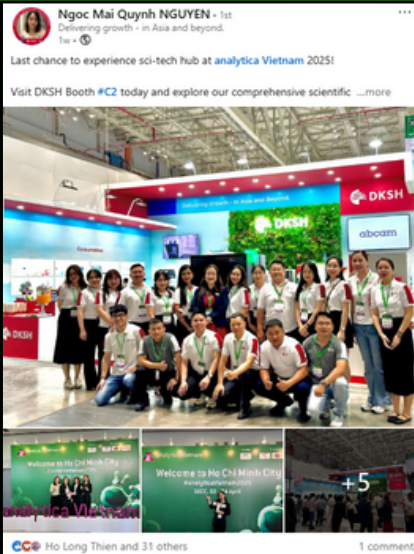 Ngoc Mai Quynh NGUYEN · 1st
Delivering growth - in Asia and beyond.
1w ·
Last chance to experience sci-tech hub at analytica Vietnam 2025!
Visit DKSH Booth #C2 today and explore our comprehensive scientific ...more
Delivering Growth - in Asia and Beyond.
DKSH
DKSH
abcam
Consumables
DKSH
Welcome to Ho Chi Minh City
analytica Vietnam
Welcome to Ho Chi Minh City
+5
Ho Long Thien and 31 others
1 comment